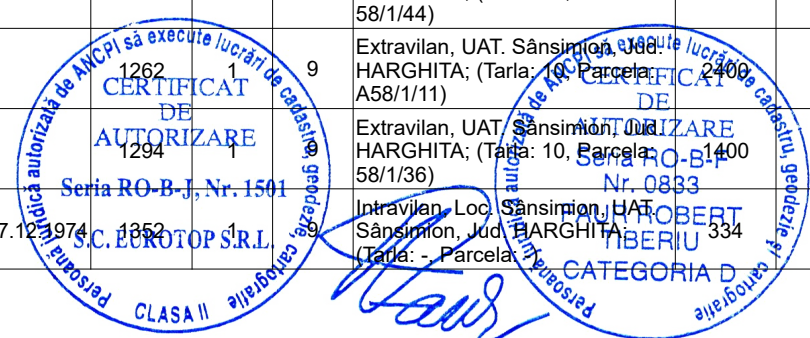 58/1/44)
1262 1 9 Extravilan, UAT. Sânsimion, Jud. 2400
HARGHITA; (Tarla: 10, Parcela:
A58/1/11)
1294 1 9 Extravilan, UAT. Sânsimion, Jud. 1400
HARGHITA; (Tarla: 10, Parcela:
58/1/36)
7.12.1974 1352 1 9 Intravilan, Loc. Sânsimion, UAT. 334
Sânsimion, Jud. HARGHITA;
(Tarla: -, Parcela: -)
Persoană juridică autorizată de ANCPI să execute lucrări de cadastru, geodezie, cartografie
CERTIFICAT
DE
AUTORIZARE
Seria RO-B-J, Nr. 1501
S.C. EUROTOP S.R.L.
CLASA II
Persoană autorizată de ANCPI să execute lucrări de cadastru, geodezie și cartografie
CERTIFICAT
DE
AUTORIZARE
Seria RO-B-F
Nr. 0833
FAUR ROBERT
TIBERIU
CATEGORIA D